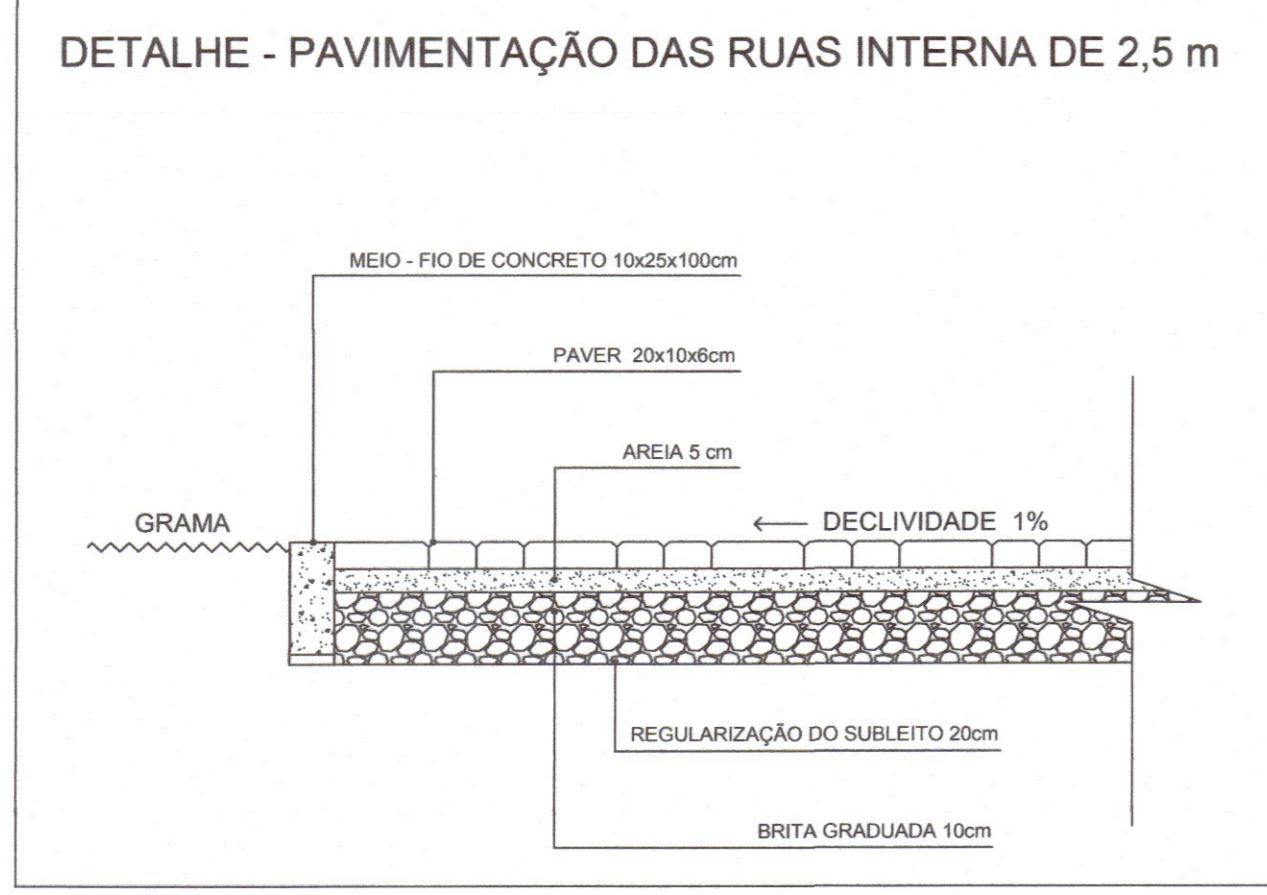 DETALHE - PAVIMENTAÇÃO DAS RUAS INTERNA DE 2,5 m
MEIO - FIO DE CONCRETO 10x25x100cm
PAVER 20x10x6cm
AREIA 5 cm
GRAMA
DECLIVIDADE 1%
REGULARIZAÇÃO DO SUBLEITO 20cm
BRITA GRADUADA 10cm